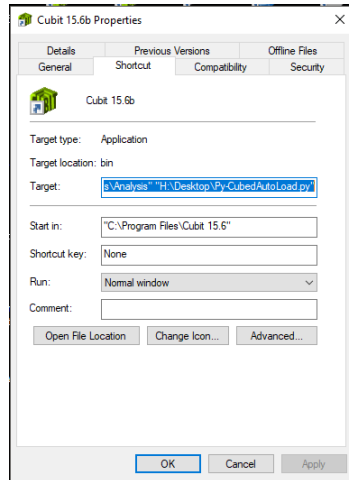 Cubit 15.6b Properties
Details Previous Versions Offline Files
General Shortcut Compatibility Security
Cubit 15.6b
Target type: Application
Target location: bin
Target: s\Analysis" "H:\Desktop\Py-CubedAutoLoad.py"
Start in: "C:\Program Files\Cubit 15.6"
Shortcut key: None
Run: Normal window
Comment:
Open File Location Change Icon... Advanced...
OK Cancel Apply